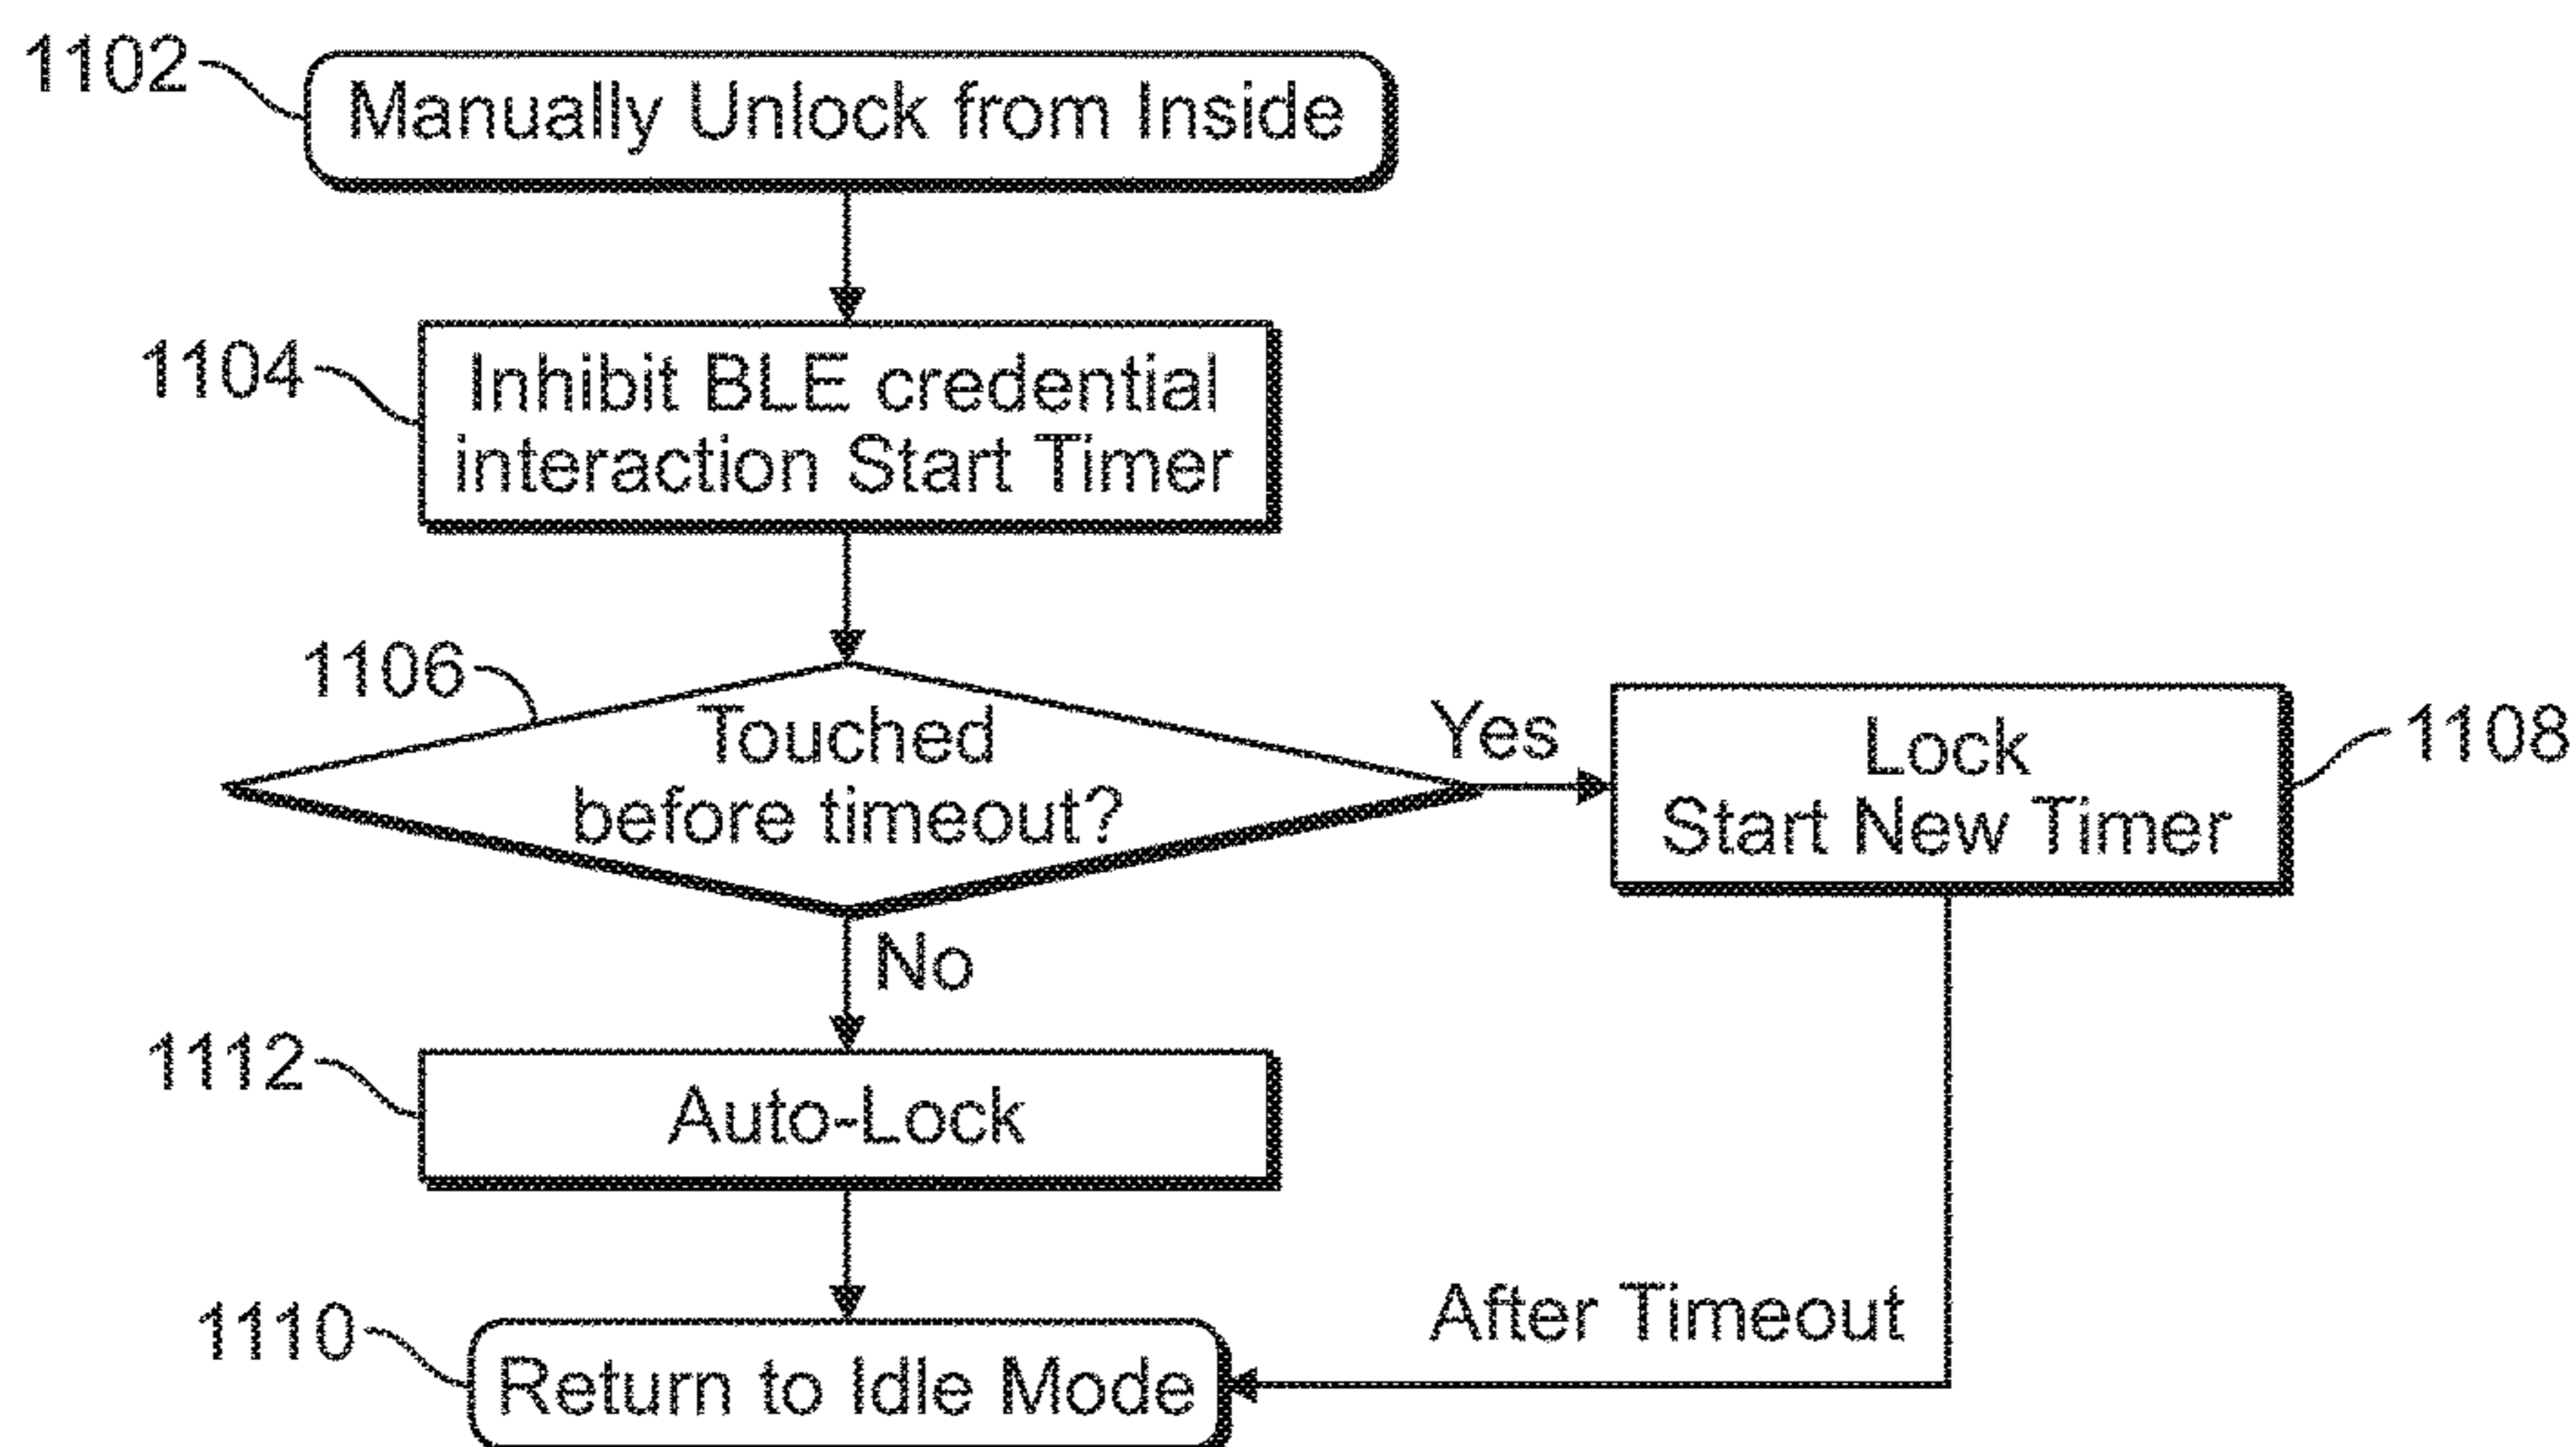 1102
Manually Unlock from Inside
1104
Inhibit BLE credential
interaction Start Timer
1106
Touched
before timeout?
Yes
Lock
Start New Timer
1108
No
1112
Auto-Lock
After Timeout
1110
Return to Idle Mode